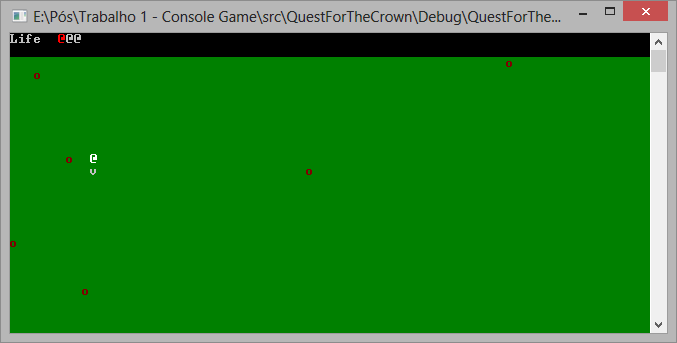 E:\Pós\Trabalho 1 - Console Game\src\QuestForTheCrown\Debug\QuestForThe...
Life @@@
o
o
o @
v
o
o
o